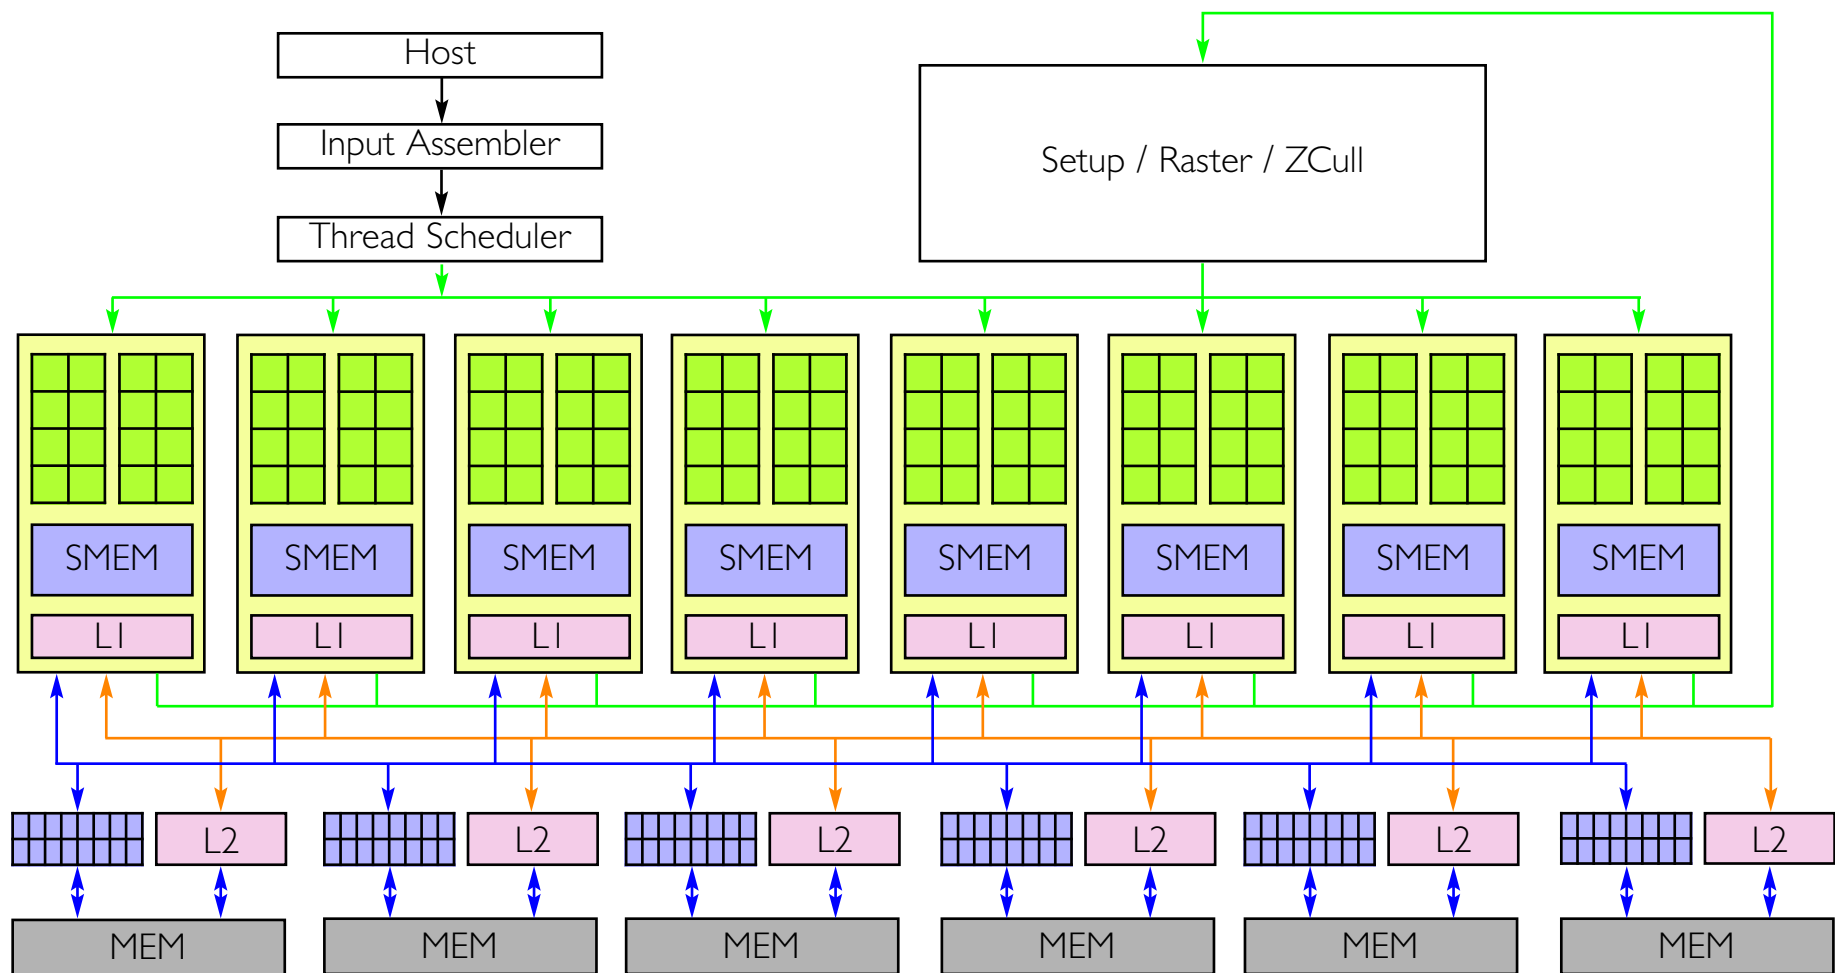 Host
Input Assembler
Setup / Raster / ZCull
Thread Scheduler
SMEM SMEM SMEM SMEM SMEM SMEM SMEM SMEM
L1 L1 L1 L1 L1 L1 L1 L1
L2 L2 L2 L2 L2 L2
MEM MEM MEM MEM MEM MEM